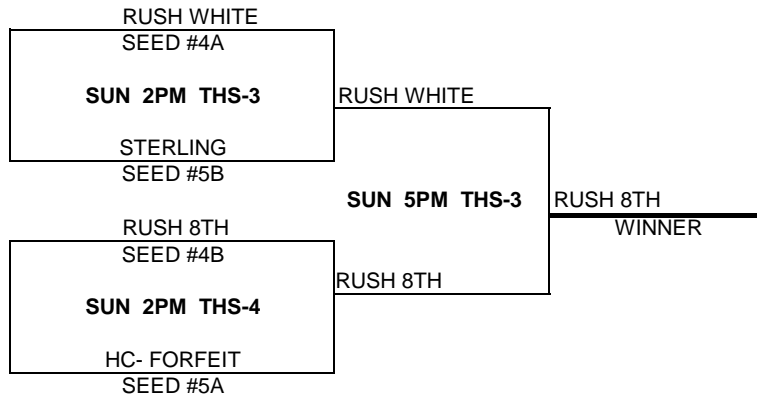 RUSH WHITE
SEED #4A
SUN 2PM THS-3
RUSH WHITE
STERLING
SEED #5B
SUN 5PM THS-3
RUSH 8TH
WINNER
RUSH 8TH
SEED #4B
RUSH 8TH
SUN 2PM THS-4
HC- FORFEIT
SEED #5A